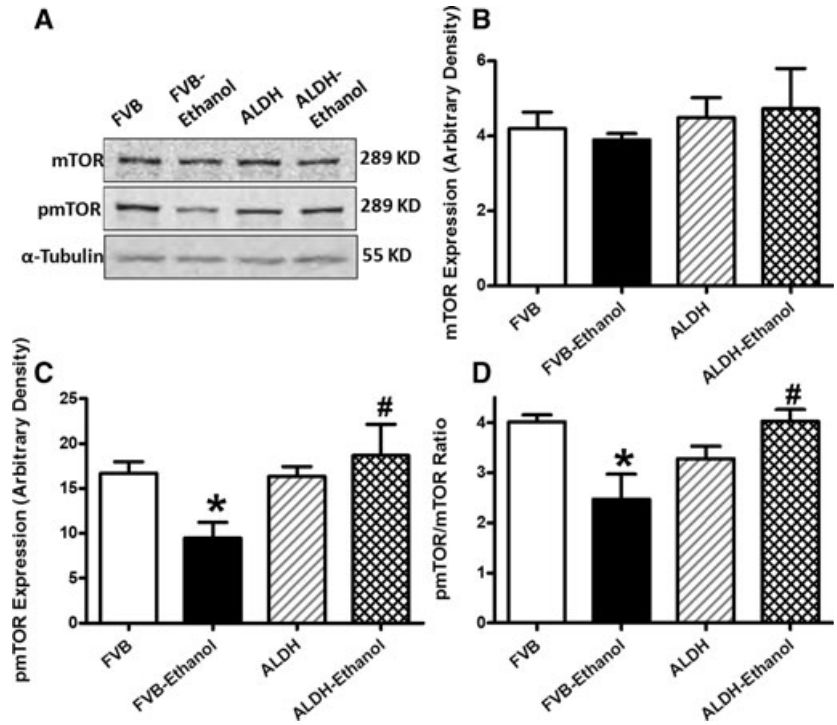 A
FVB
FVB-
Ethanol
ALDH
ALDH-
Ethanol
mTOR
289 KD
pmTOR
289 KD
α-Tubulin
55 KD
B
mTOR Expression (Arbitrary Density)
6
4
2
0
FVB
FVB-Ethanol
ALDH
ALDH-Ethanol
C
pmTOR Expression (Arbitrary Density)
25
20
15
10
5
0
*
#
FVB
FVB-Ethanol
ALDH
ALDH-Ethanol
D
pmTOR/mTOR Ratio
4
3
2
1
0
*
#
FVB
FVB-Ethanol
ALDH
ALDH-Ethanol